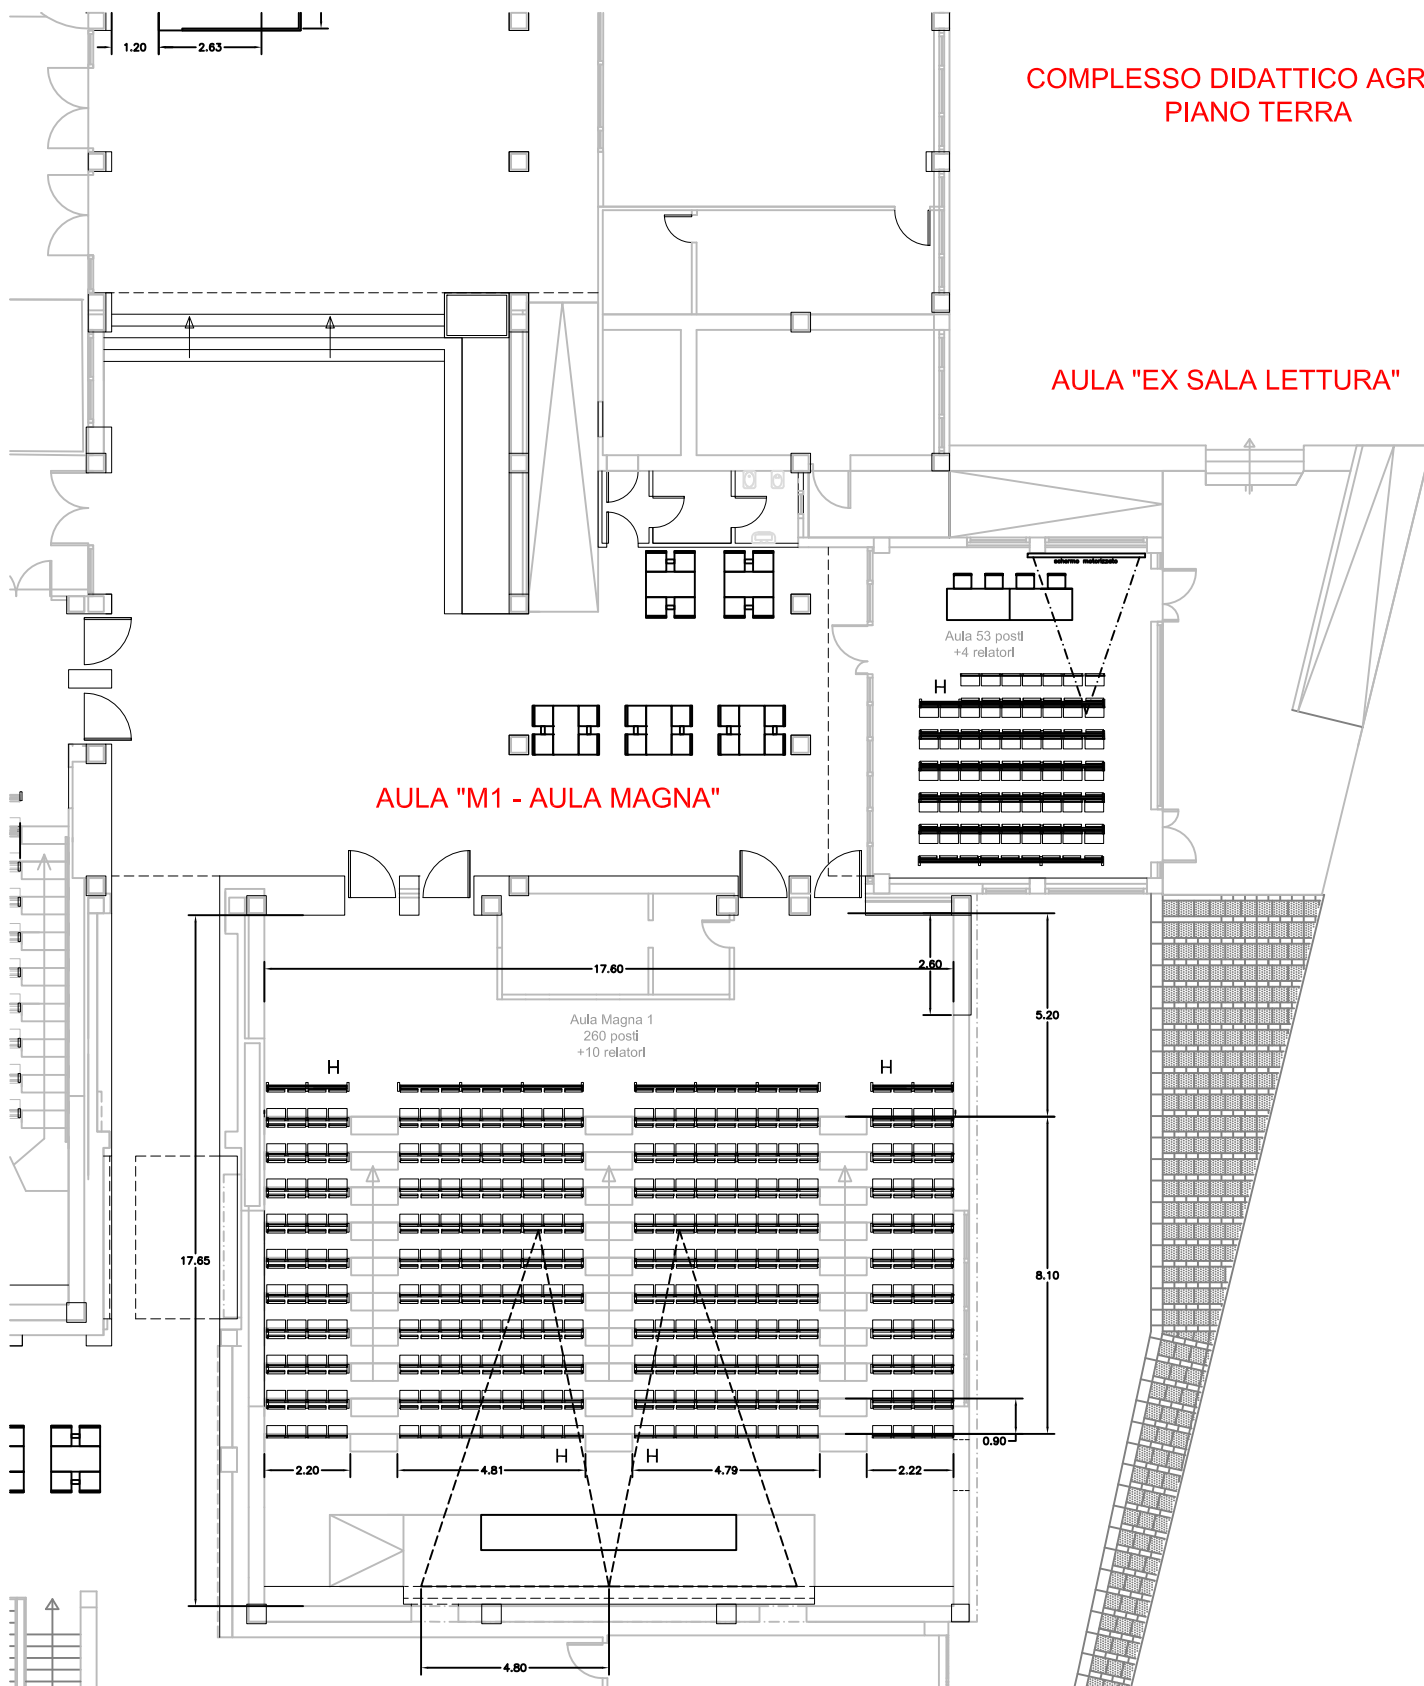 1.20
2.63
COMPLESSO DIDATTICO AGR
PIANO TERRA
AULA "EX SALA LETTURA"
schermo motorizzato
Aula 53 posti
+4 relatori
H
AULA "M1 - AULA MAGNA"
17.60
2.60
5.20
Aula Magna 1
260 posti
+10 relatori
H
H
17.65
8.10
0.90
H
H
2.20
4.81
4.79
2.22
4.80